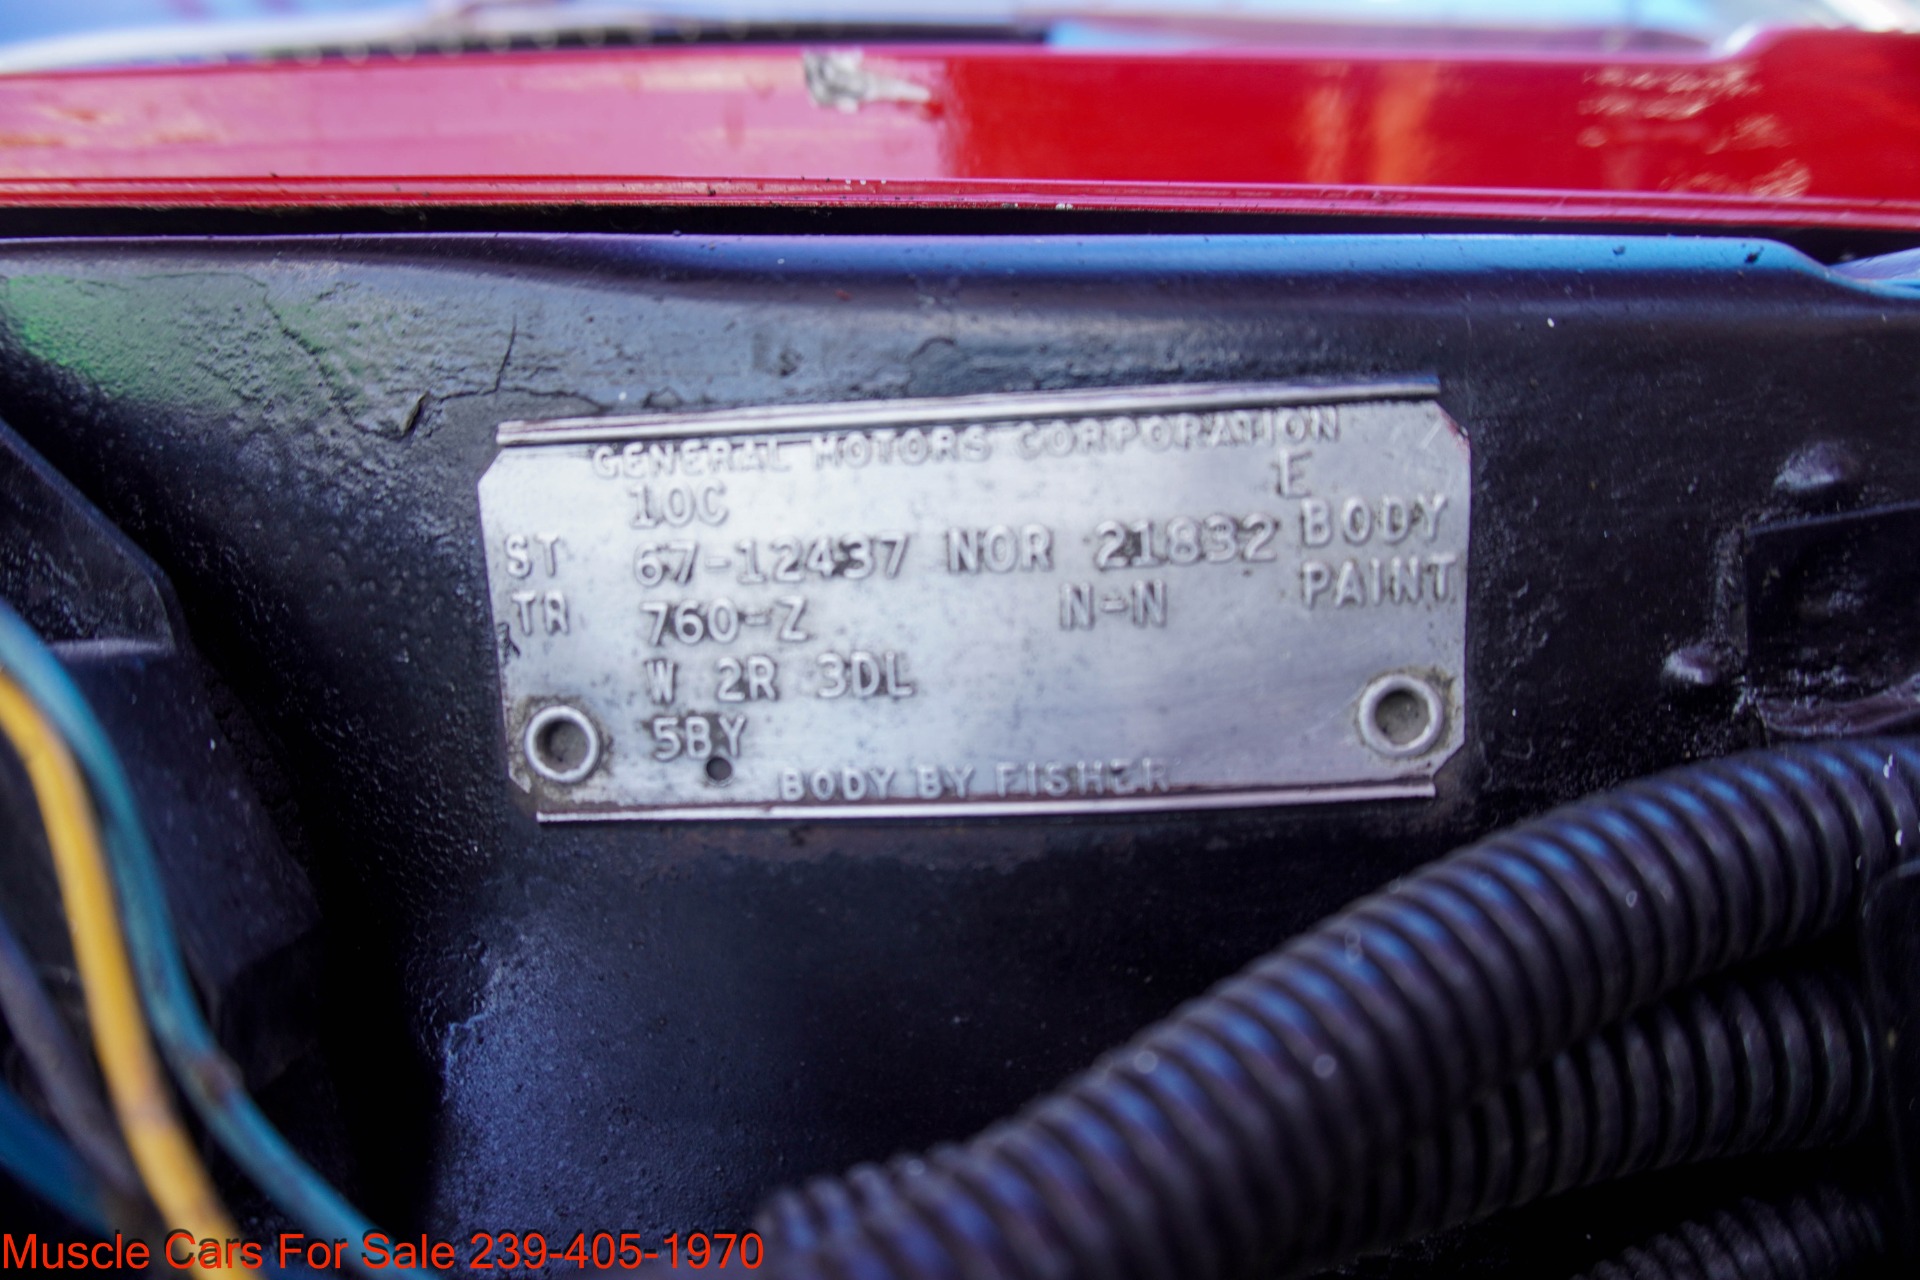 GENERAL MOTORS CORPORATION
10C E
ST 67-12437 NOR 21832 BODY
TR 760-Z N-N PAINT
W 2R 3DL
5BY
BODY BY FISHER
Muscle Cars For Sale 239-405-1970